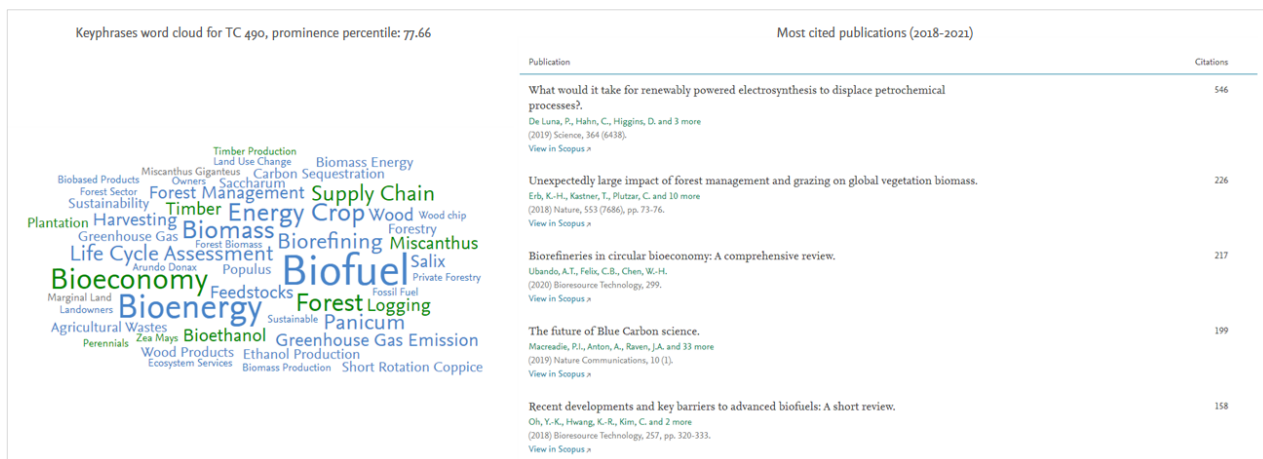 Keyphrases word cloud for TC 490, prominence percentile: 77.66
Timber Production
Land Use Change Biomass Energy
Miscanthus Giganteus Carbon Sequestration
Biobased Products Owners Saccharum
Forest Sector Forest Management Supply Chain
Sustainability Timber Energy Crop Wood Wood chip
Plantation Harvesting Biomass Forestry
Greenhouse Gas Forest Biomass Biorefining Miscanthus
Life Cycle Assessment Biofuel Salix
Arundo Donax Populus Private Forestry
Bioeconomy Feedstocks Fossil Fuel
Marginal Land Bioenergy Forest Logging
Landowners Sustainable Panicum
Agricultural Wastes Bioethanol
Perennials Zea Mays Greenhouse Gas Emission
Wood Products Ethanol Production
Ecosystem Services Biomass Production Short Rotation Coppice
Most cited publications (2018-2021)
Publication Citations
What would it take for renewably powered electrosynthesis to displace petrochemical 546
processes?.
De Luna, P., Hahn, C., Higgins, D. and 3 more
(2019) Science, 364 (6438).
View in Scopus ↗
Unexpectedly large impact of forest management and grazing on global vegetation biomass. 226
Erb, K.-H., Kastner, T., Plutzar, C. and 10 more
(2018) Nature, 553 (7686), pp. 73-76.
View in Scopus ↗
Biorefineries in circular bioeconomy: A comprehensive review. 217
Ubando, A.T., Felix, C.B., Chen, W.-H.
(2020) Bioresource Technology, 299.
View in Scopus ↗
The future of Blue Carbon science. 199
Macreadie, P.I., Anton, A., Raven, J.A. and 33 more
(2019) Nature Communications, 10 (1).
View in Scopus ↗
Recent developments and key barriers to advanced biofuels: A short review. 158
Oh, Y.-K., Hwang, K.-R., Kim, C. and 2 more
(2018) Bioresource Technology, 257, pp. 320-333.
View in Scopus ↗